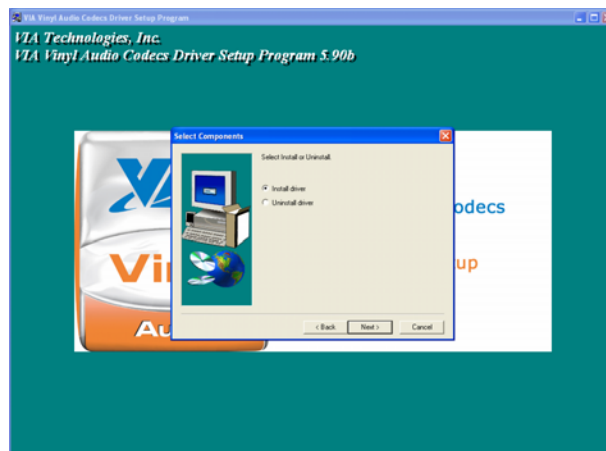 VIA Vinyl Audio Codecs Driver Setup Program
VIA Technologies, Inc.
VIA Vinyl Audio Codecs Driver Setup Program 5.90b
Select Components
Select Install or Uninstall.
Install driver
Uninstall driver
odecs
Vi
up
Au
< Back Next > Cancel